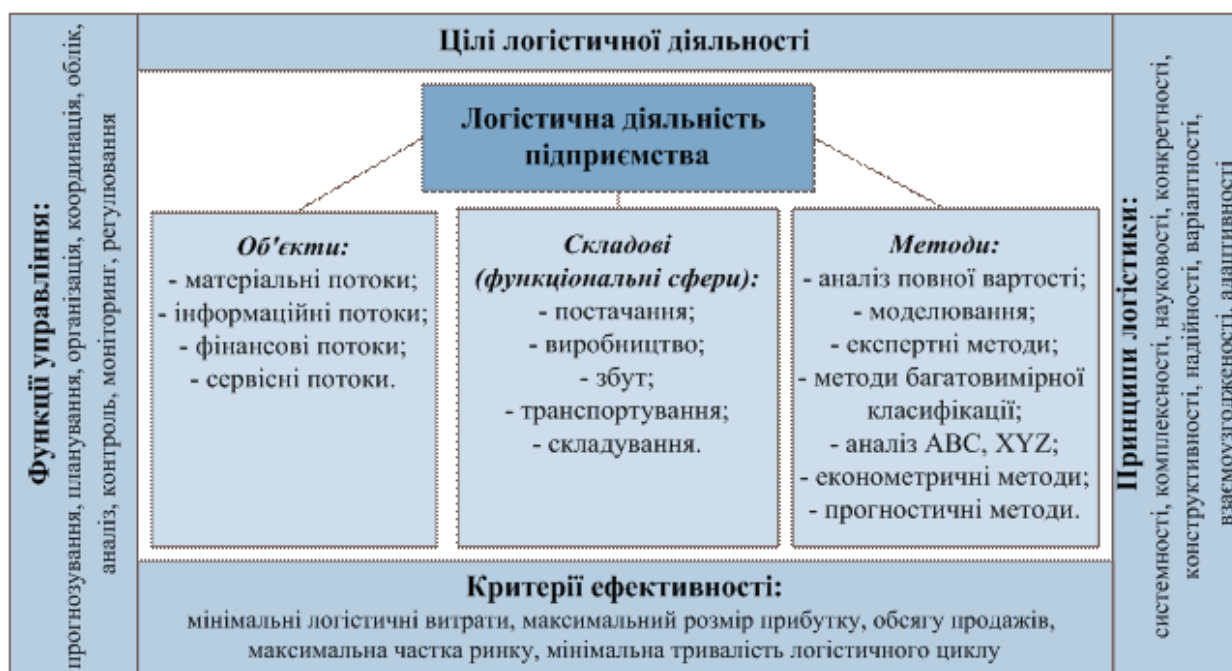 Цілі логістичної діяльності
Функції управління:
прогнозування, планування, організація, координація, облік,
аналіз, контроль, моніторинг, регулювання
Логістична діяльність
підприємства
Об'єкти:
- матеріальні потоки;
- інформаційні потоки;
- фінансові потоки;
- сервісні потоки.
Складові
(функціональні сфери):
- постачання;
- виробництво;
- збут;
- транспортування;
- складування.
Методи:
- аналіз повної вартості;
- моделювання;
- експертні методи;
- методи багатовимірної
класифікації;
- аналіз ABC, XYZ;
- економетричні методи;
- прогностичні методи.
Принципи логістики:
системності, комплексності, науковості, конкретності,
конструктивності, надійності, варіантності,
взаємоузгодженості, адаптивності
Критерії ефективності:
мінімальні логістичні витрати, максимальний розмір прибутку, обсягу продажів,
максимальна частка ринку, мінімальна тривалість логістичного циклу